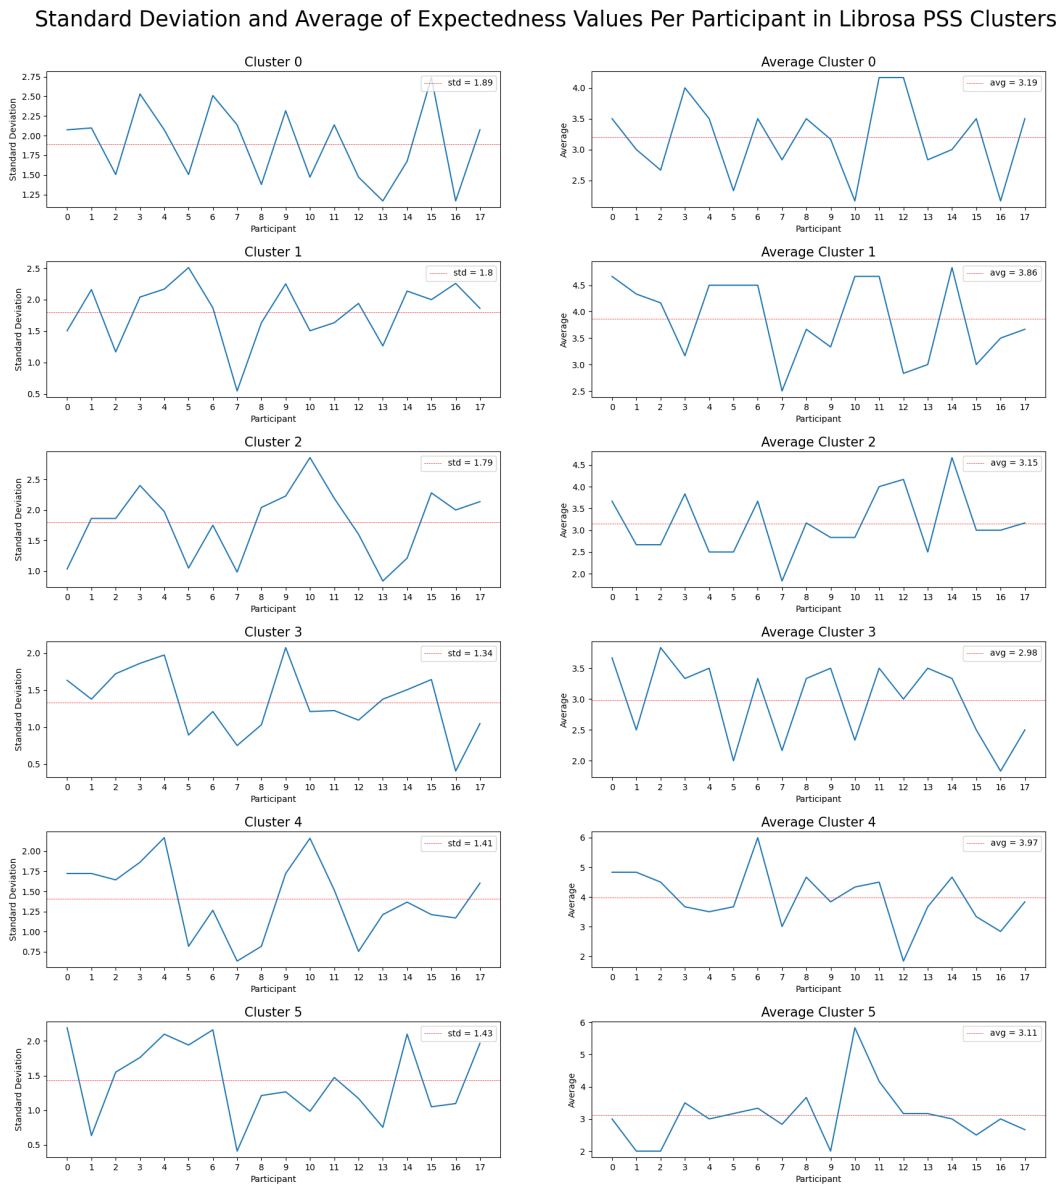 Standard Deviation and Average of Expectedness Values Per Participant in Librosa PSS Clusters
Cluster 0
std = 1.89
Standard Deviation
2.75
2.50
2.25
2.00
1.75
1.50
1.25
0 1 2 3 4 5 6 7 8 9 10 11 12 13 14 15 16 17
Participant
Average Cluster 0
avg = 3.19
Average
4.0
3.5
3.0
2.5
0 1 2 3 4 5 6 7 8 9 10 11 12 13 14 15 16 17
Participant
Cluster 1
std = 1.8
Standard Deviation
2.5
2.0
1.5
1.0
0.5
0 1 2 3 4 5 6 7 8 9 10 11 12 13 14 15 16 17
Participant
Average Cluster 1
avg = 3.86
Average
4.5
4.0
3.5
3.0
2.5
0 1 2 3 4 5 6 7 8 9 10 11 12 13 14 15 16 17
Participant
Cluster 2
std = 1.79
Standard Deviation
2.5
2.0
1.5
1.0
0 1 2 3 4 5 6 7 8 9 10 11 12 13 14 15 16 17
Participant
Average Cluster 2
avg = 3.15
Average
4.5
4.0
3.5
3.0
2.5
2.0
0 1 2 3 4 5 6 7 8 9 10 11 12 13 14 15 16 17
Participant
Cluster 3
std = 1.34
Standard Deviation
2.0
1.5
1.0
0.5
0 1 2 3 4 5 6 7 8 9 10 11 12 13 14 15 16 17
Participant
Average Cluster 3
avg = 2.98
Average
3.5
3.0
2.5
2.0
0 1 2 3 4 5 6 7 8 9 10 11 12 13 14 15 16 17
Participant
Cluster 4
std = 1.41
Standard Deviation
2.00
1.75
1.50
1.25
1.00
0.75
0 1 2 3 4 5 6 7 8 9 10 11 12 13 14 15 16 17
Participant
Average Cluster 4
avg = 3.97
Average
6
5
4
3
2
0 1 2 3 4 5 6 7 8 9 10 11 12 13 14 15 16 17
Participant
Cluster 5
std = 1.43
Standard Deviation
2.0
1.5
1.0
0.5
0 1 2 3 4 5 6 7 8 9 10 11 12 13 14 15 16 17
Participant
Average Cluster 5
avg = 3.11
Average
6
5
4
3
2
0 1 2 3 4 5 6 7 8 9 10 11 12 13 14 15 16 17
Participant